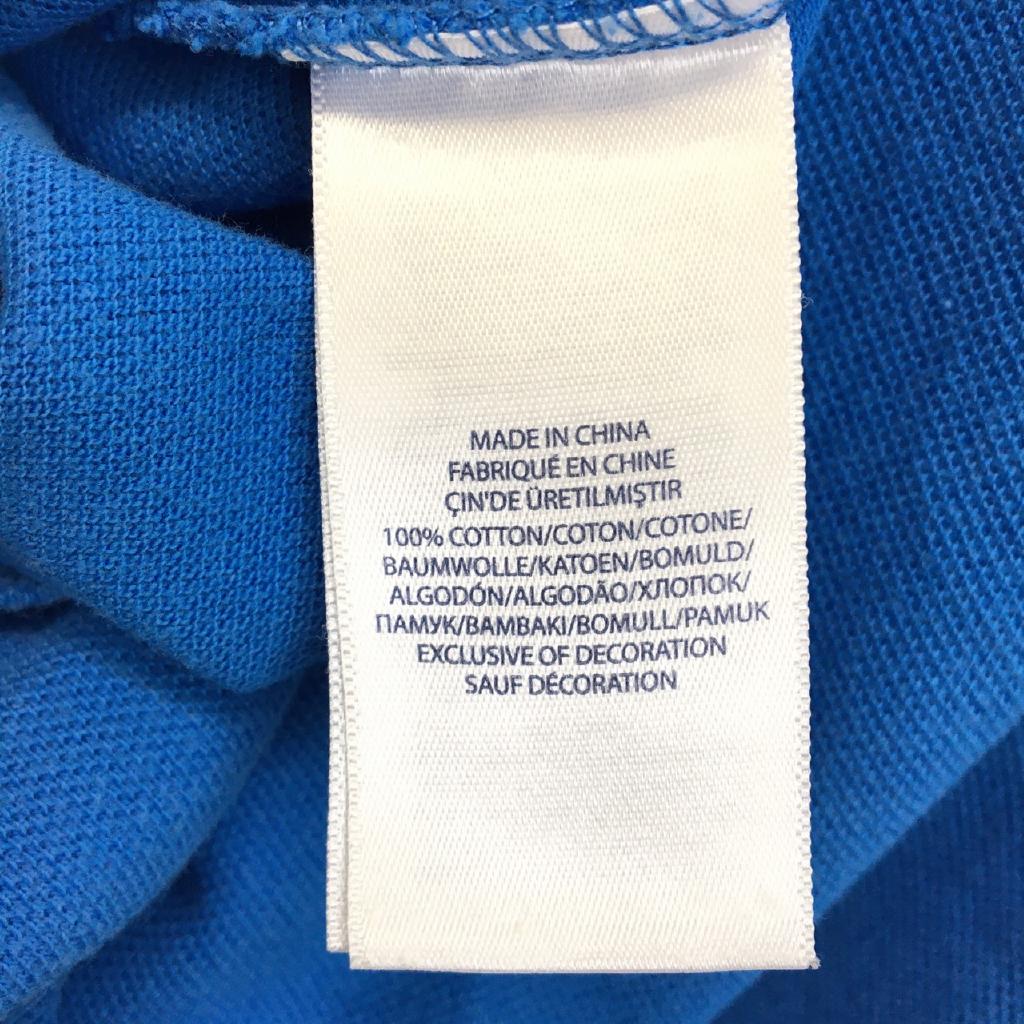 MADE IN CHINA
FABRIQUÉ EN CHINE
ÇIN'DE ÜRETILMIŞTIR
100% COTTON/COTON/COTONE/
BAUMWOLLE/KATOEN/BOMULD/
ALGODÓN/ALGODÃO/ХЛОПОК/
ПАМУК/BAMBAKI/BOMULL/PAMUK
EXCLUSIVE OF DECORATION
SAUF DÉCORATION